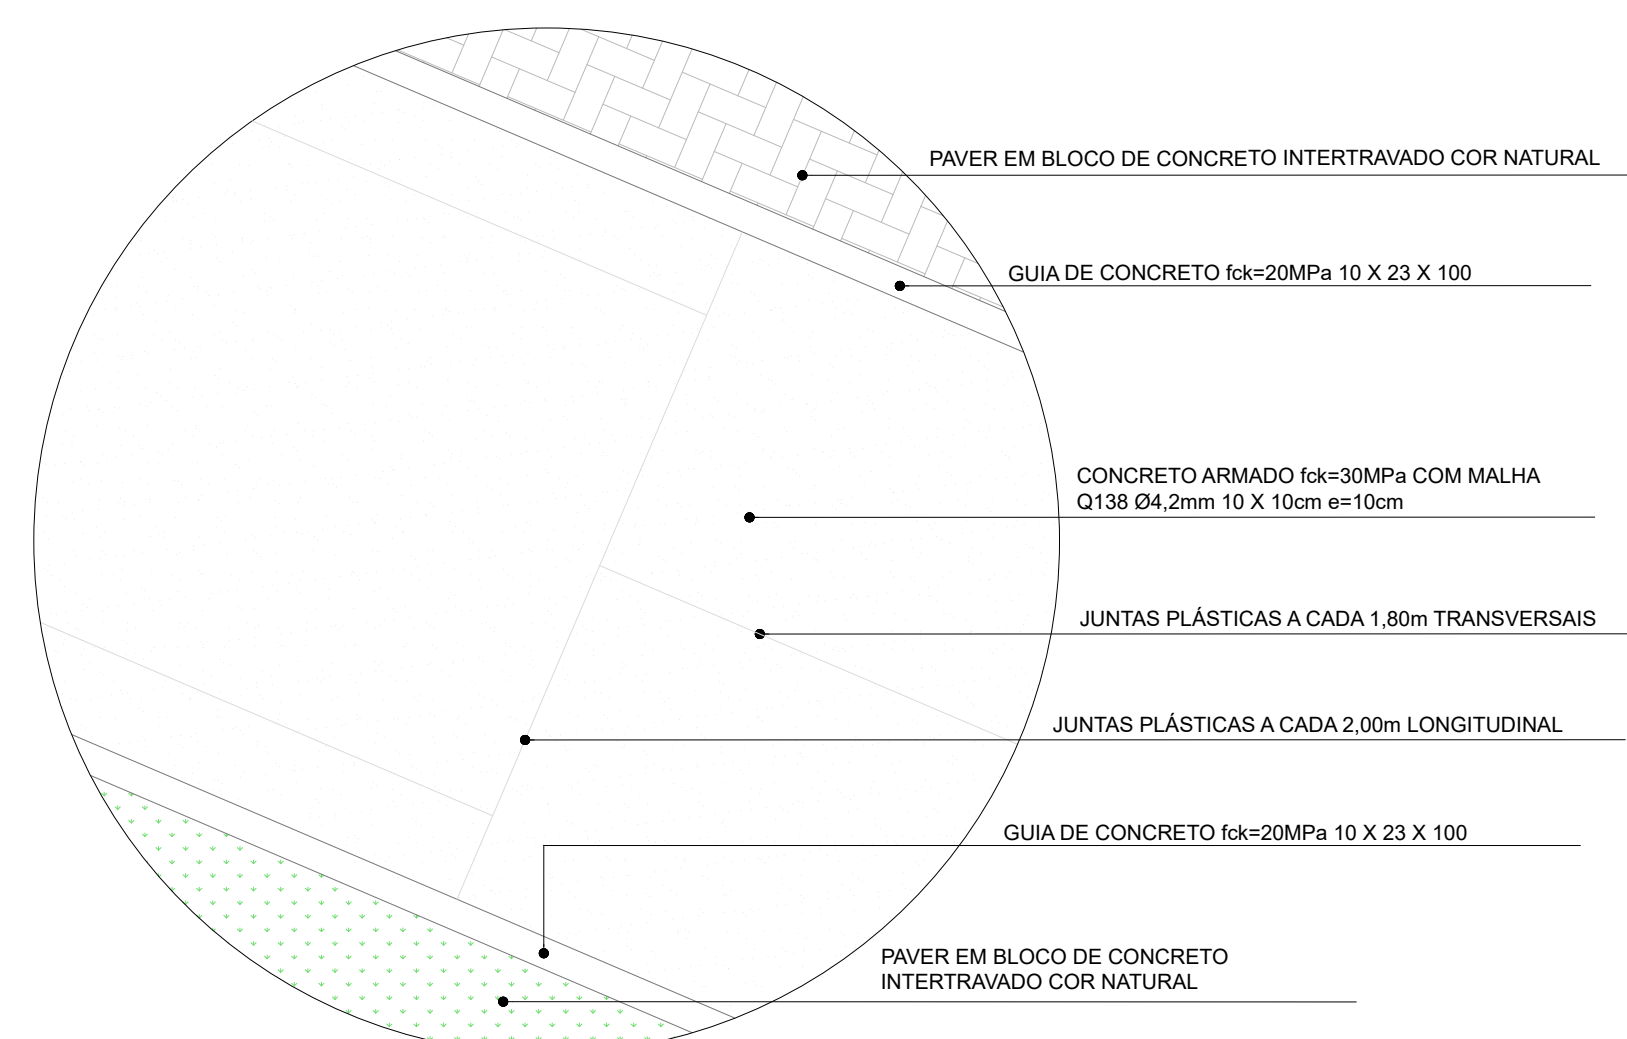 PAVER EM BLOCO DE CONCRETO INTERTRAVADO COR NATURAL
GUIA DE CONCRETO fck=20MPa 10 X 23 X 100
CONCRETO ARMADO fck=30MPa COM MALHA
Q138 Ø4,2mm 10 X 10cm e=10cm
JUNTAS PLÁSTICAS A CADA 1,80m TRANSVERSAIS
JUNTAS PLÁSTICAS A CADA 2,00m LONGITUDINAL
GUIA DE CONCRETO fck=20MPa 10 X 23 X 100
PAVER EM BLOCO DE CONCRETO
INTERTRAVADO COR NATURAL